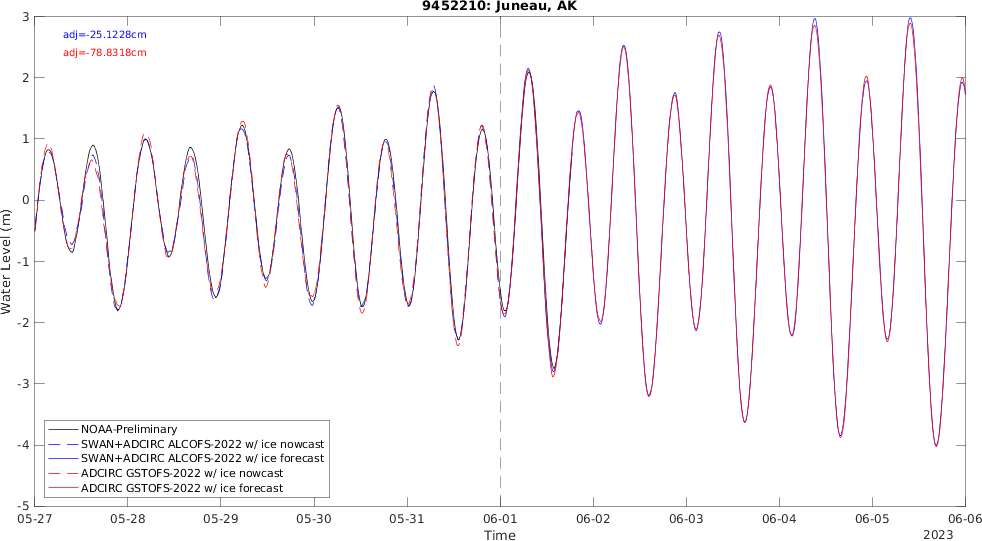 9452210: Juneau, AK
adj=-25.1228cm
adj=-78.8318cm
Water Level (m)
3
2
1
0
-1
-2
-3
-4
-5
NOAA-Preliminary
SWAN+ADCIRC ALCOFS-2022 w/ ice nowcast
SWAN+ADCIRC ALCOFS-2022 w/ ice forecast
ADCIRC GSTOFS-2022 w/ ice nowcast
ADCIRC GSTOFS-2022 w/ ice forecast
05-27 05-28 05-29 05-30 05-31 06-01 06-02 06-03 06-04 06-05 06-06
Time
2023